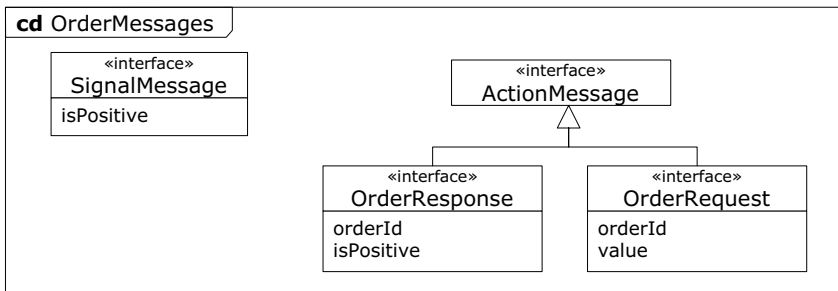 cd OrderMessages
«interface»
SignalMessage
isPositive
«interface»
ActionMessage
«interface»
OrderResponse
orderId
isPositive
«interface»
OrderRequest
orderId
value